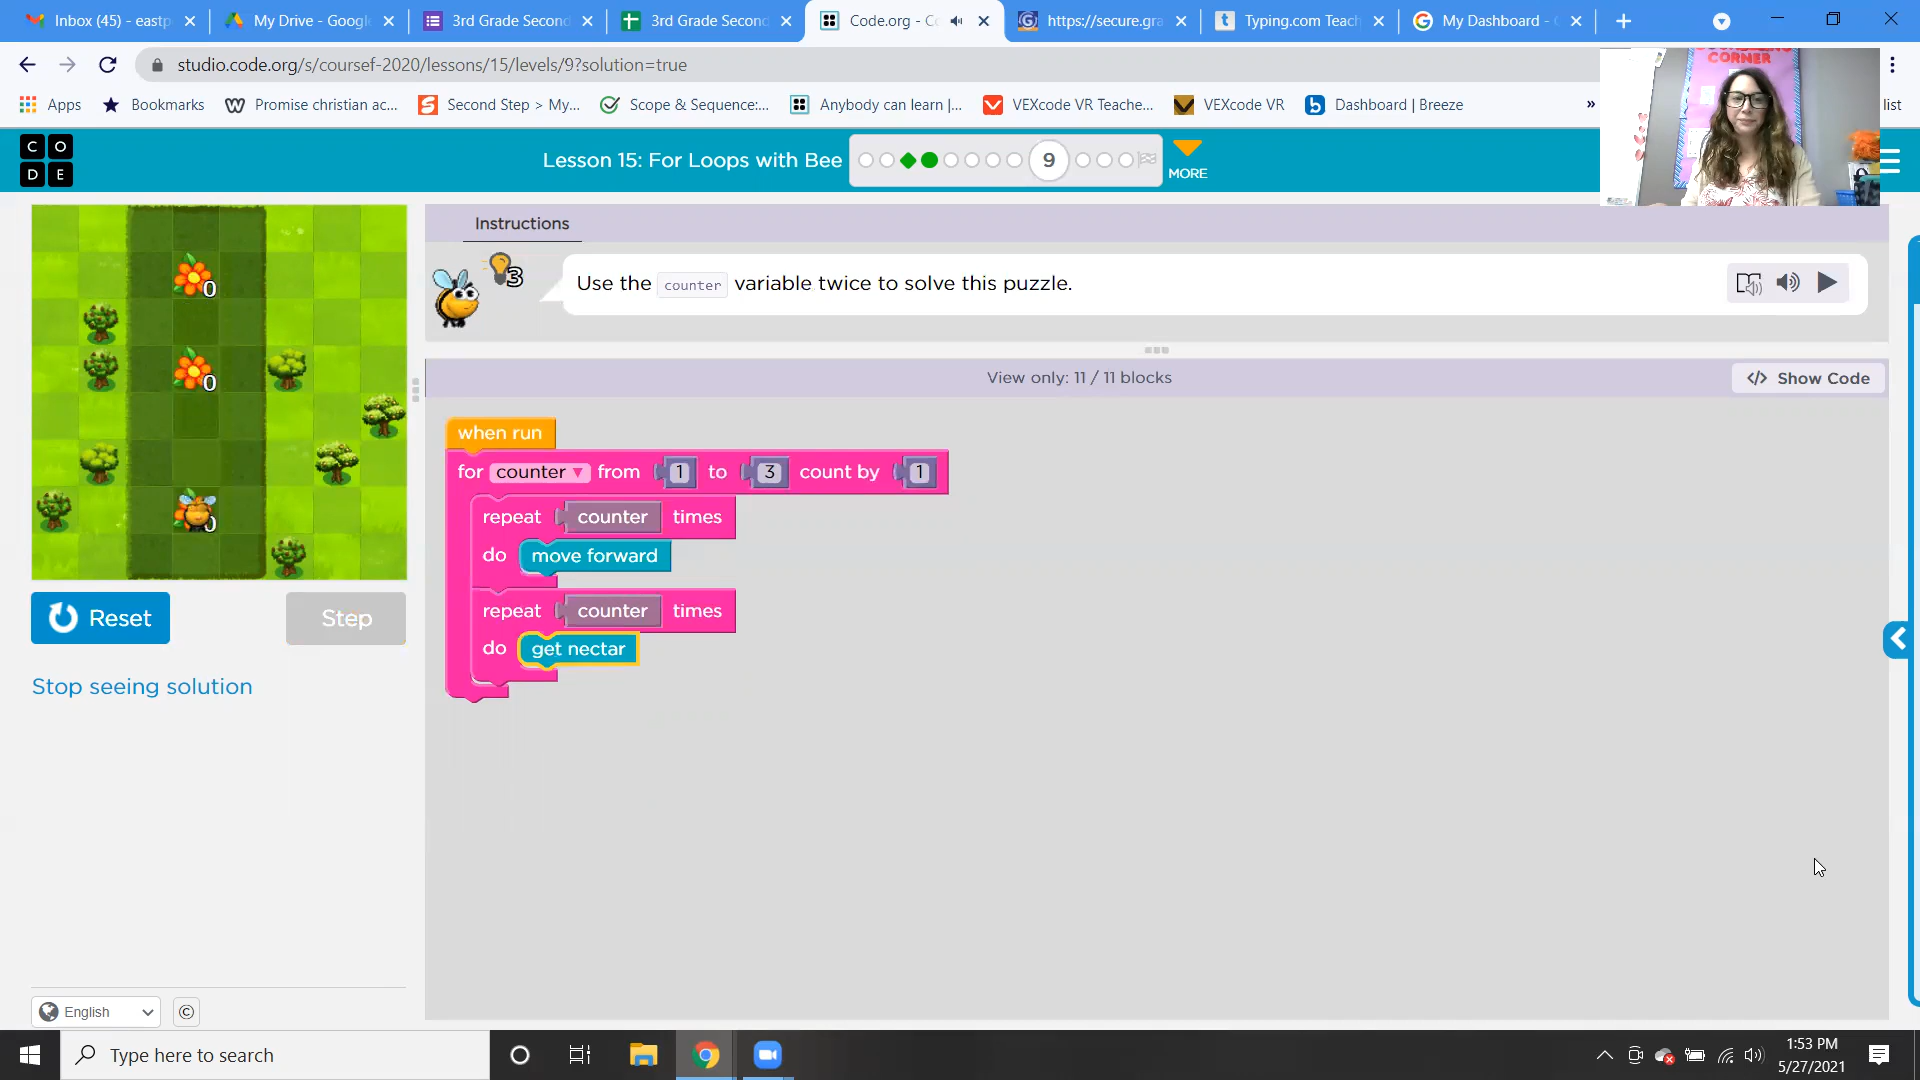 Inbox (45) - eastp
My Drive - Google
3rd Grade Second
3rd Grade Second
Code.org - C
https://secure.gra
Typing.com Teach
My Dashboard -
studio.code.org/s/coursef-2020/lessons/15/levels/9?solution=true
Apps
Bookmarks
Promise christian ac...
Second Step > My...
Scope & Sequence:...
Anybody can learn |...
VEXcode VR Teache...
VEXcode VR
Dashboard | Breeze
»
list
CORNER
C O
D E
Lesson 15: For Loops with Bee
9
MORE
Instructions
3
Use the counter variable twice to solve this puzzle.
View only: 11 / 11 blocks
</> Show Code
0
0
0
when run
for counter from 1 to 3 count by 1
repeat counter times
do move forward
repeat counter times
do get nectar
Reset
Step
Stop seeing solution
English
©
Type here to search
1:53 PM
5/27/2021